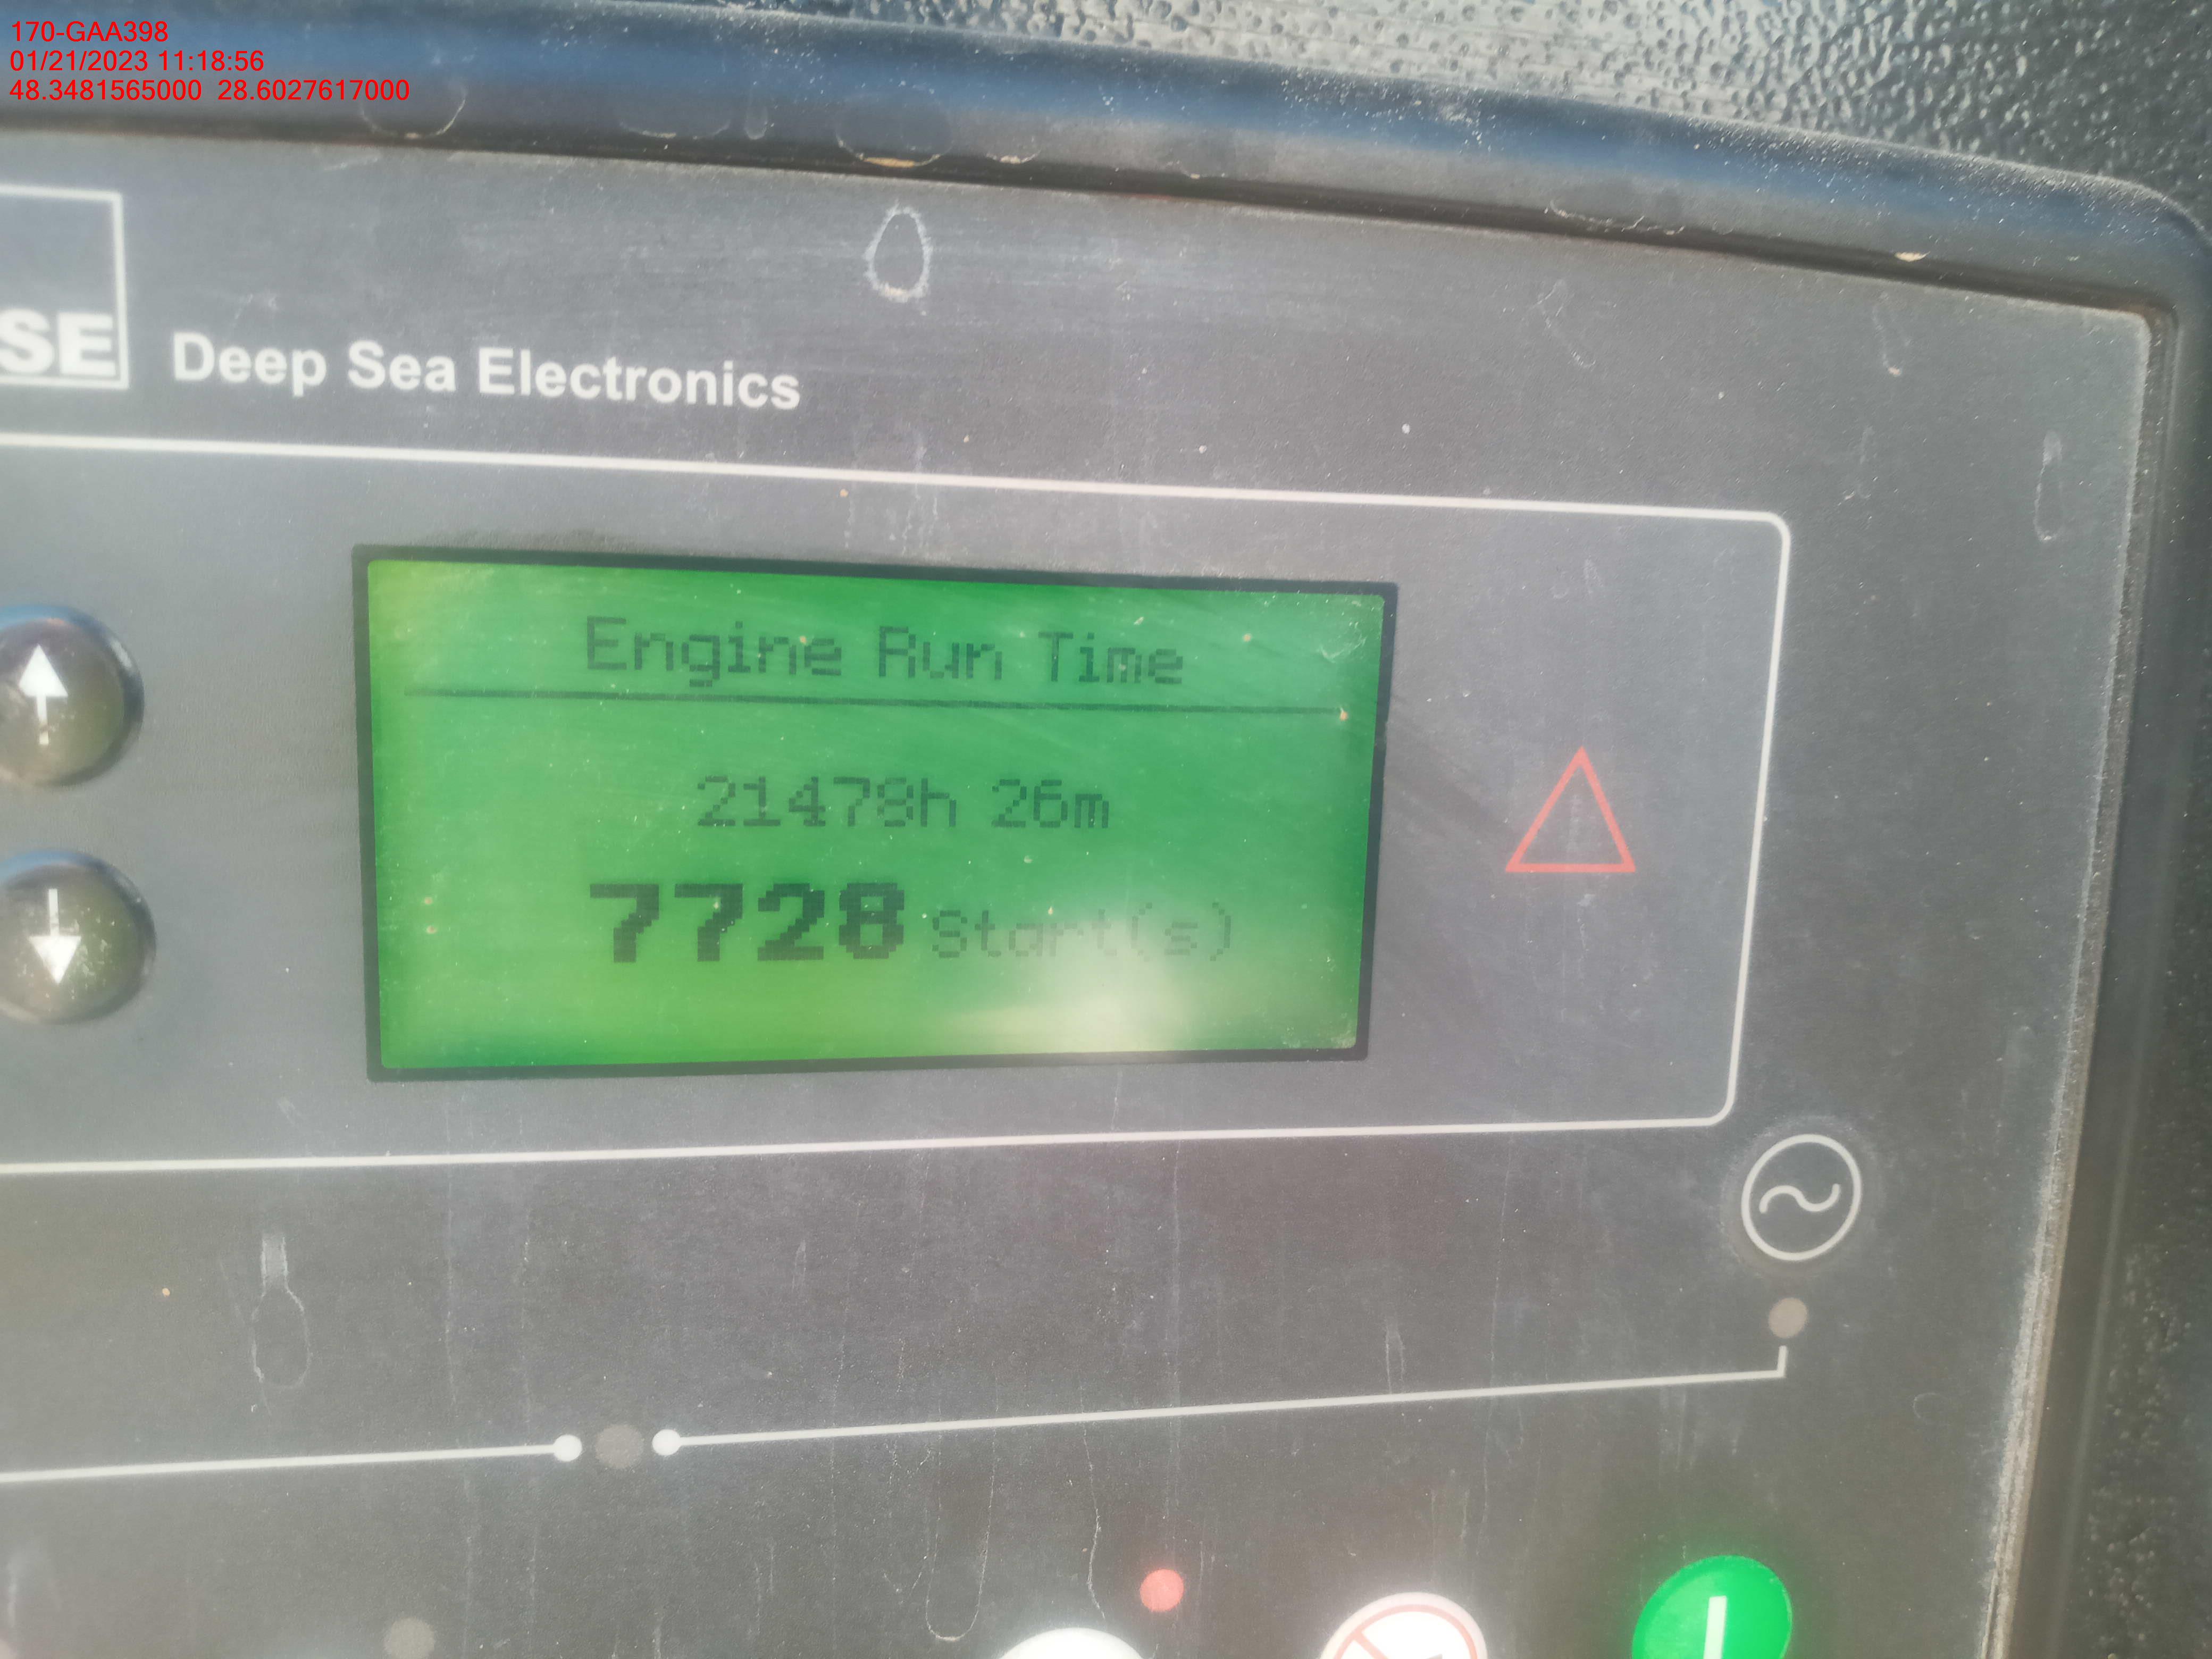 170-GAA398
01/21/2023 11:18:56
48.3481565000 28.6027617000
SE
Deep Sea Electronics
Engine Run Time
21478h 26m
7728 Start(s)